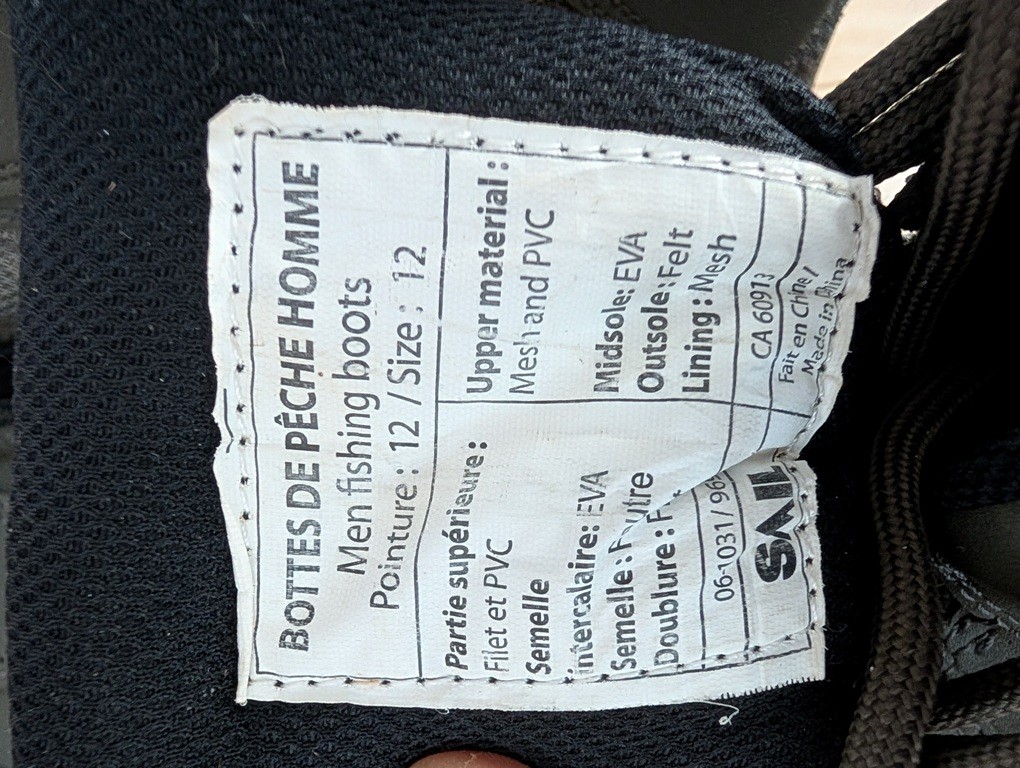 BOTTES DE PÊCHE HOMME
Men fishing boots
Pointure : 12 / Size : 12
Partie supérieure :
Filet et PVC
Semelle
intercalaire: EVA
Semelle :
Doublure :
Upper material :
Mesh and PVC
Midsole: EVA
Outsole: Felt
Lining : Mesh
06-1031 /
CA 60913
SAIL
Fait en Chine /
Made in China